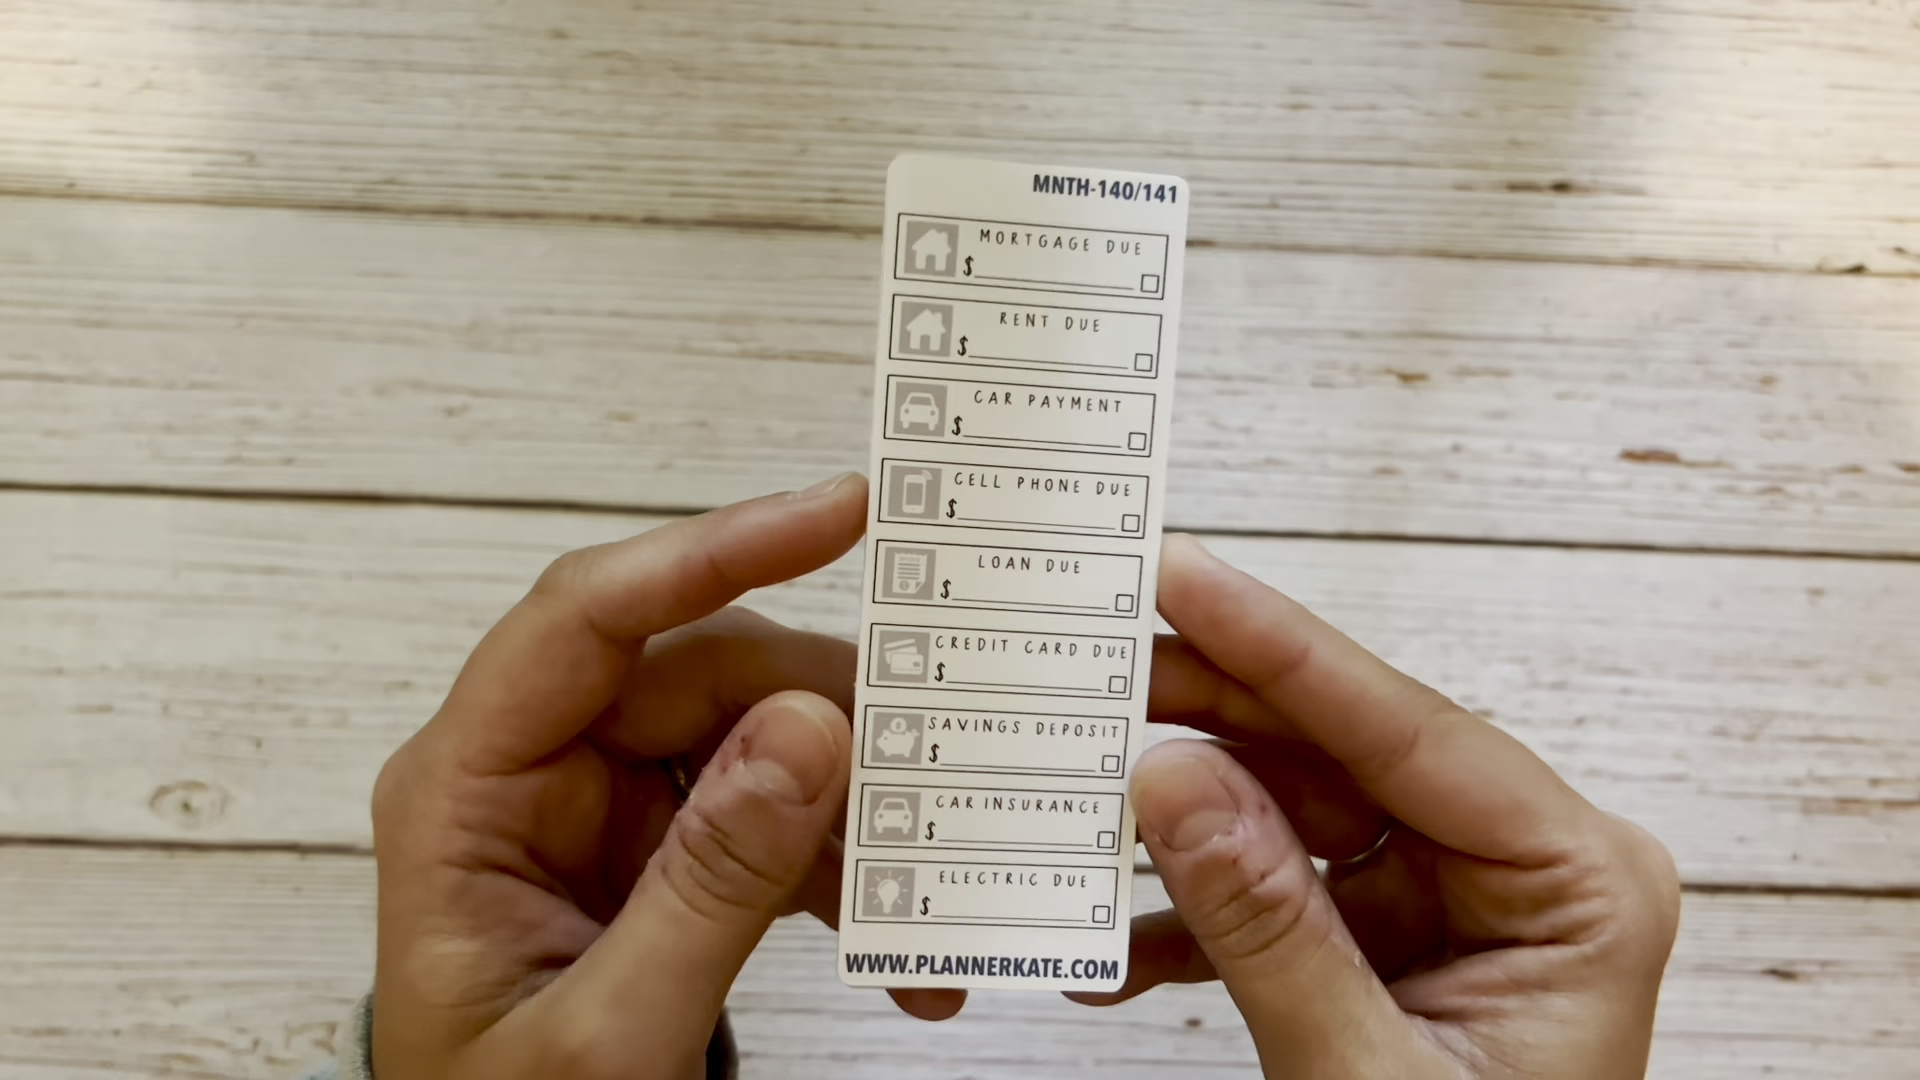 MNTH-140/141
MORTGAGE DUE
$
RENT DUE
$
CAR PAYMENT
$
CELL PHONE DUE
$
LOAN DUE
$
CREDIT CARD DUE
$
SAVINGS DEPOSIT
$
CAR INSURANCE
$
ELECTRIC DUE
$
WWW.PLANNERKATE.COM